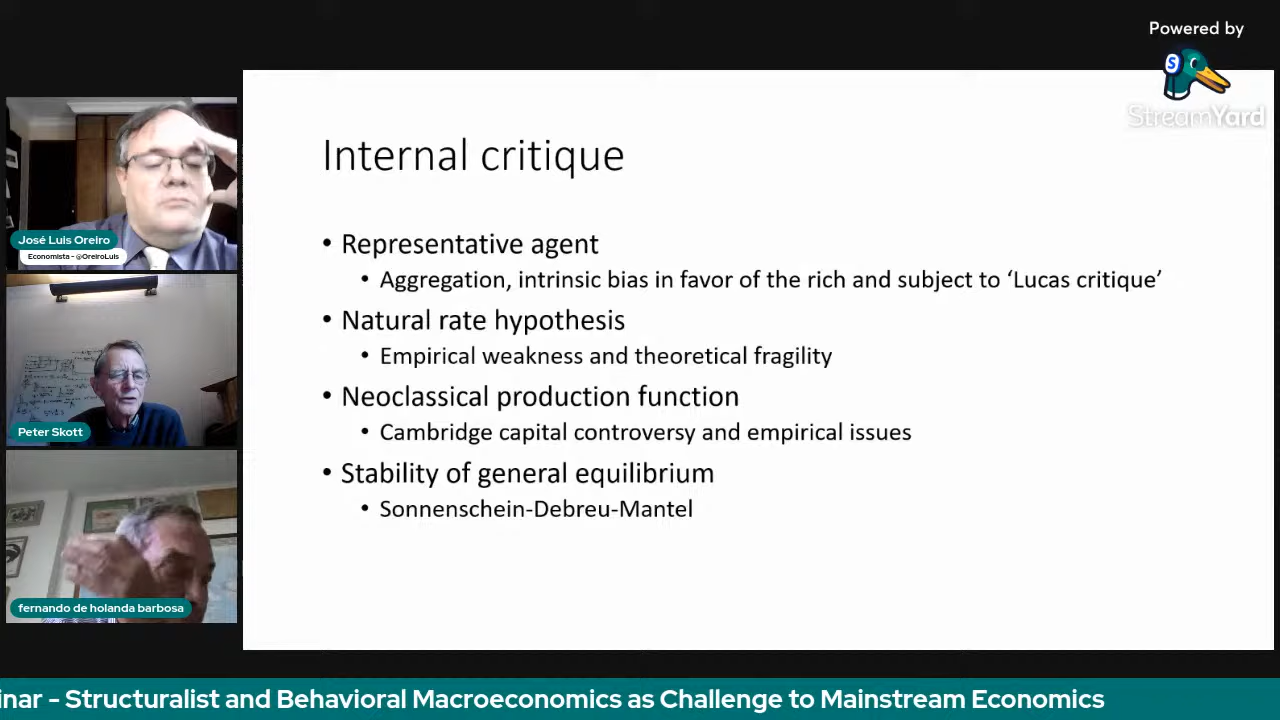 Powered by
StreamYard
José Luis Oreiro
Economista - @OreiroLuis
Peter Skott
fernando de holanda barbosa
Internal critique
• Representative agent
• Aggregation, intrinsic bias in favor of the rich and subject to ‘Lucas critique’
• Natural rate hypothesis
• Empirical weakness and theoretical fragility
• Neoclassical production function
• Cambridge capital controversy and empirical issues
• Stability of general equilibrium
• Sonnenschein-Debreu-Mantel
inar - Structuralist and Behavioral Macroeconomics as Challenge to Mainstream Economics